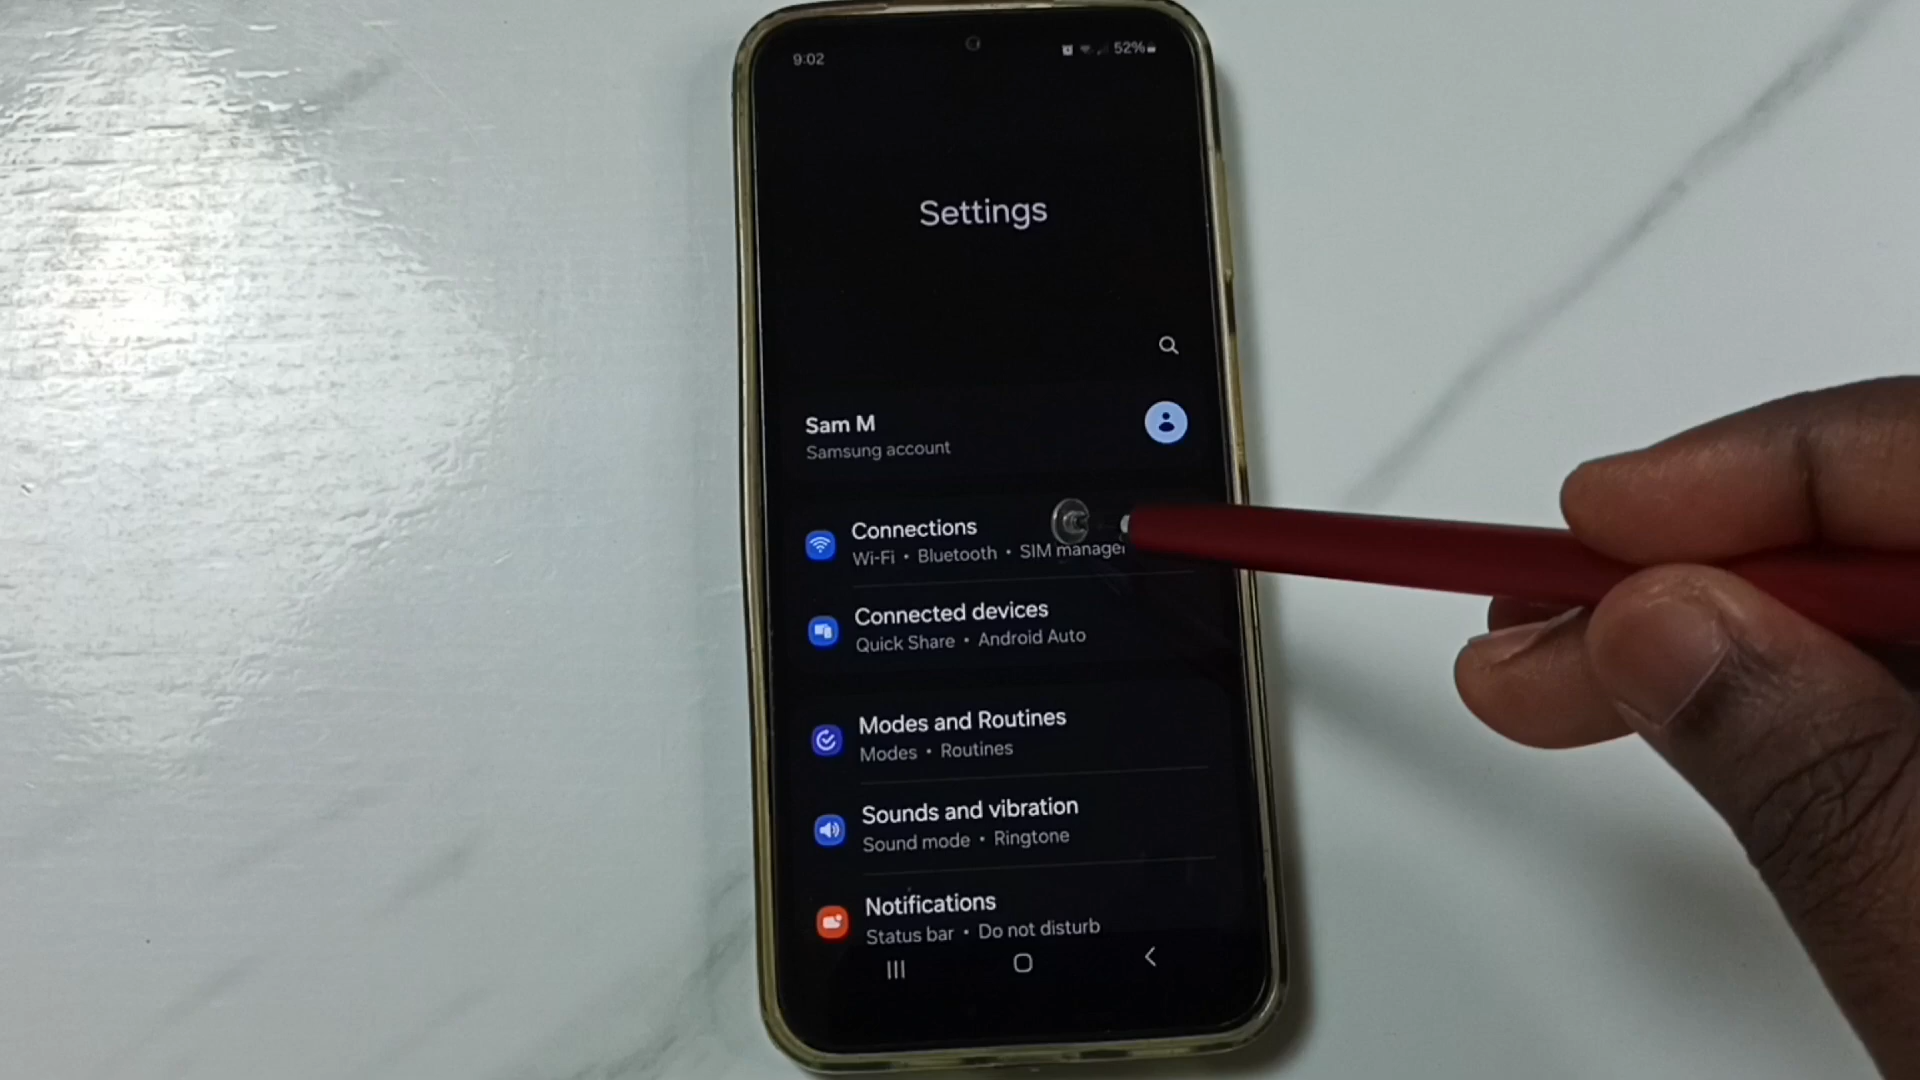 9:02
52%
Settings
Sam M
Samsung account
Connections
Wi-Fi • Bluetooth • SIM manager
Connected devices
Quick Share • Android Auto
Modes and Routines
Modes • Routines
Sounds and vibration
Sound mode • Ringtone
Notifications
Status bar • Do not disturb